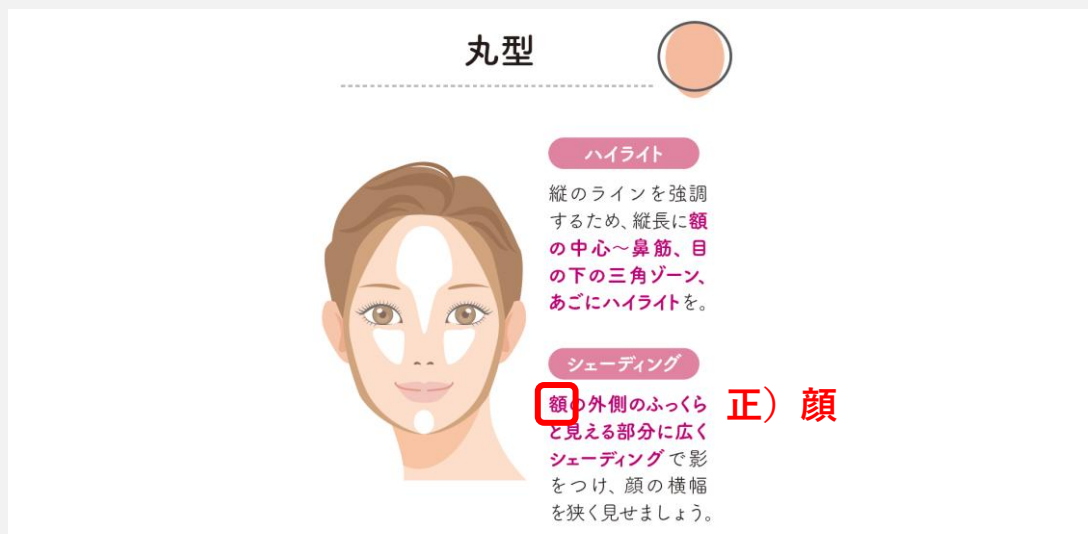 丸型
ハイライト
縦のラインを強調
するため、縦長に額
の中心～鼻筋、目
の下の三角ゾーン、
あごにハイライトを。
シェーディング
額の外側のふっくら
と見える部分に広く
シェーディングで影
をつけ、顔の横幅
を狭く見せましょう。
正）顔